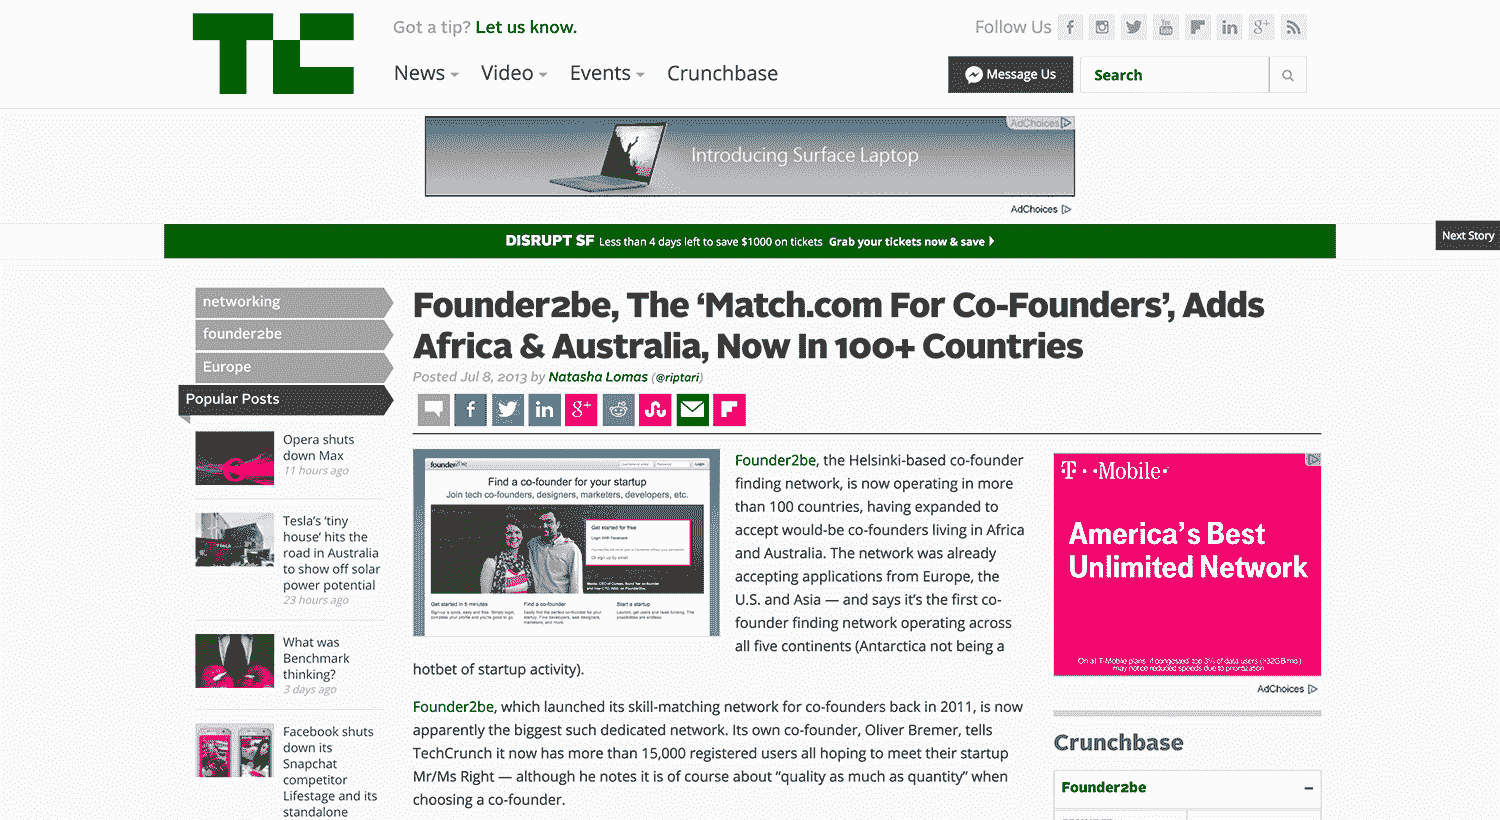 TC
Got a tip? Let us know.
Follow Us
News Video Events Crunchbase
Message Us
Search
AdChoices
Introducing Surface Laptop
AdChoices
DISRUPT SF Less than 4 days left to save $1000 on tickets Grab your tickets now & save
Next Story
networking
founder2be
Europe
Popular Posts
Opera shuts
down Max
11 hours ago
Tesla's 'tiny
house' hits the
road in Australia
to show off solar
power potential
23 hours ago
What was
Benchmark
thinking?
3 days ago
Facebook shuts
down its
Snapchat
competitor
Lifestage and its
standalone
Founder2be, The ‘Match.com For Co-Founders’, Adds
Africa & Australia, Now In 100+ Countries
Posted Jul 8, 2013 by Natasha Lomas (@riptari)
founder2be
Login
Find a co-founder for your startup
Join tech co-founders, designers, marketers, developers, etc.
Get started for free
Login With Facebook
Or sign up by email
Get started in 5 minutes
Find a co-founder
Start a startup
Founder2be, the Helsinki-based co-founder
finding network, is now operating in more
than 100 countries, having expanded to
accept would-be co-founders living in Africa
and Australia. The network was already
accepting applications from Europe, the
U.S. and Asia — and says it’s the first co-
founder finding network operating across
all five continents (Antarctica not being a
hotbet of startup activity).
Founder2be, which launched its skill-matching network for co-founders back in 2011, is now
apparently the biggest such dedicated network. Its own co-founder, Oliver Bremer, tells
TechCrunch it now has more than 15,000 registered users all hoping to meet their startup
Mr/Ms Right — although he notes it is of course about “quality as much as quantity” when
choosing a co-founder.
T · ·Mobile·
America’s Best
Unlimited Network
On all T-Mobile plans, if congested, top 3% of data users (>32GB/mo.)
may notice reduced speeds due to prioritization
AdChoices
Crunchbase
Founder2be